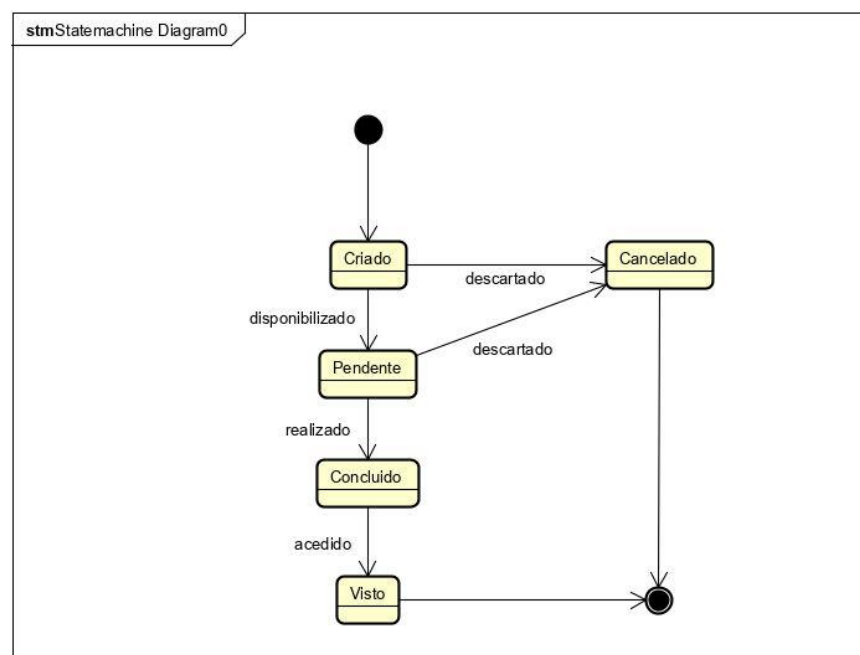 stmStatemachine Diagram0
Criado
Cancelado
descartado
disponibilizado
descartado
Pendente
realizado
Concluido
acedido
Visto